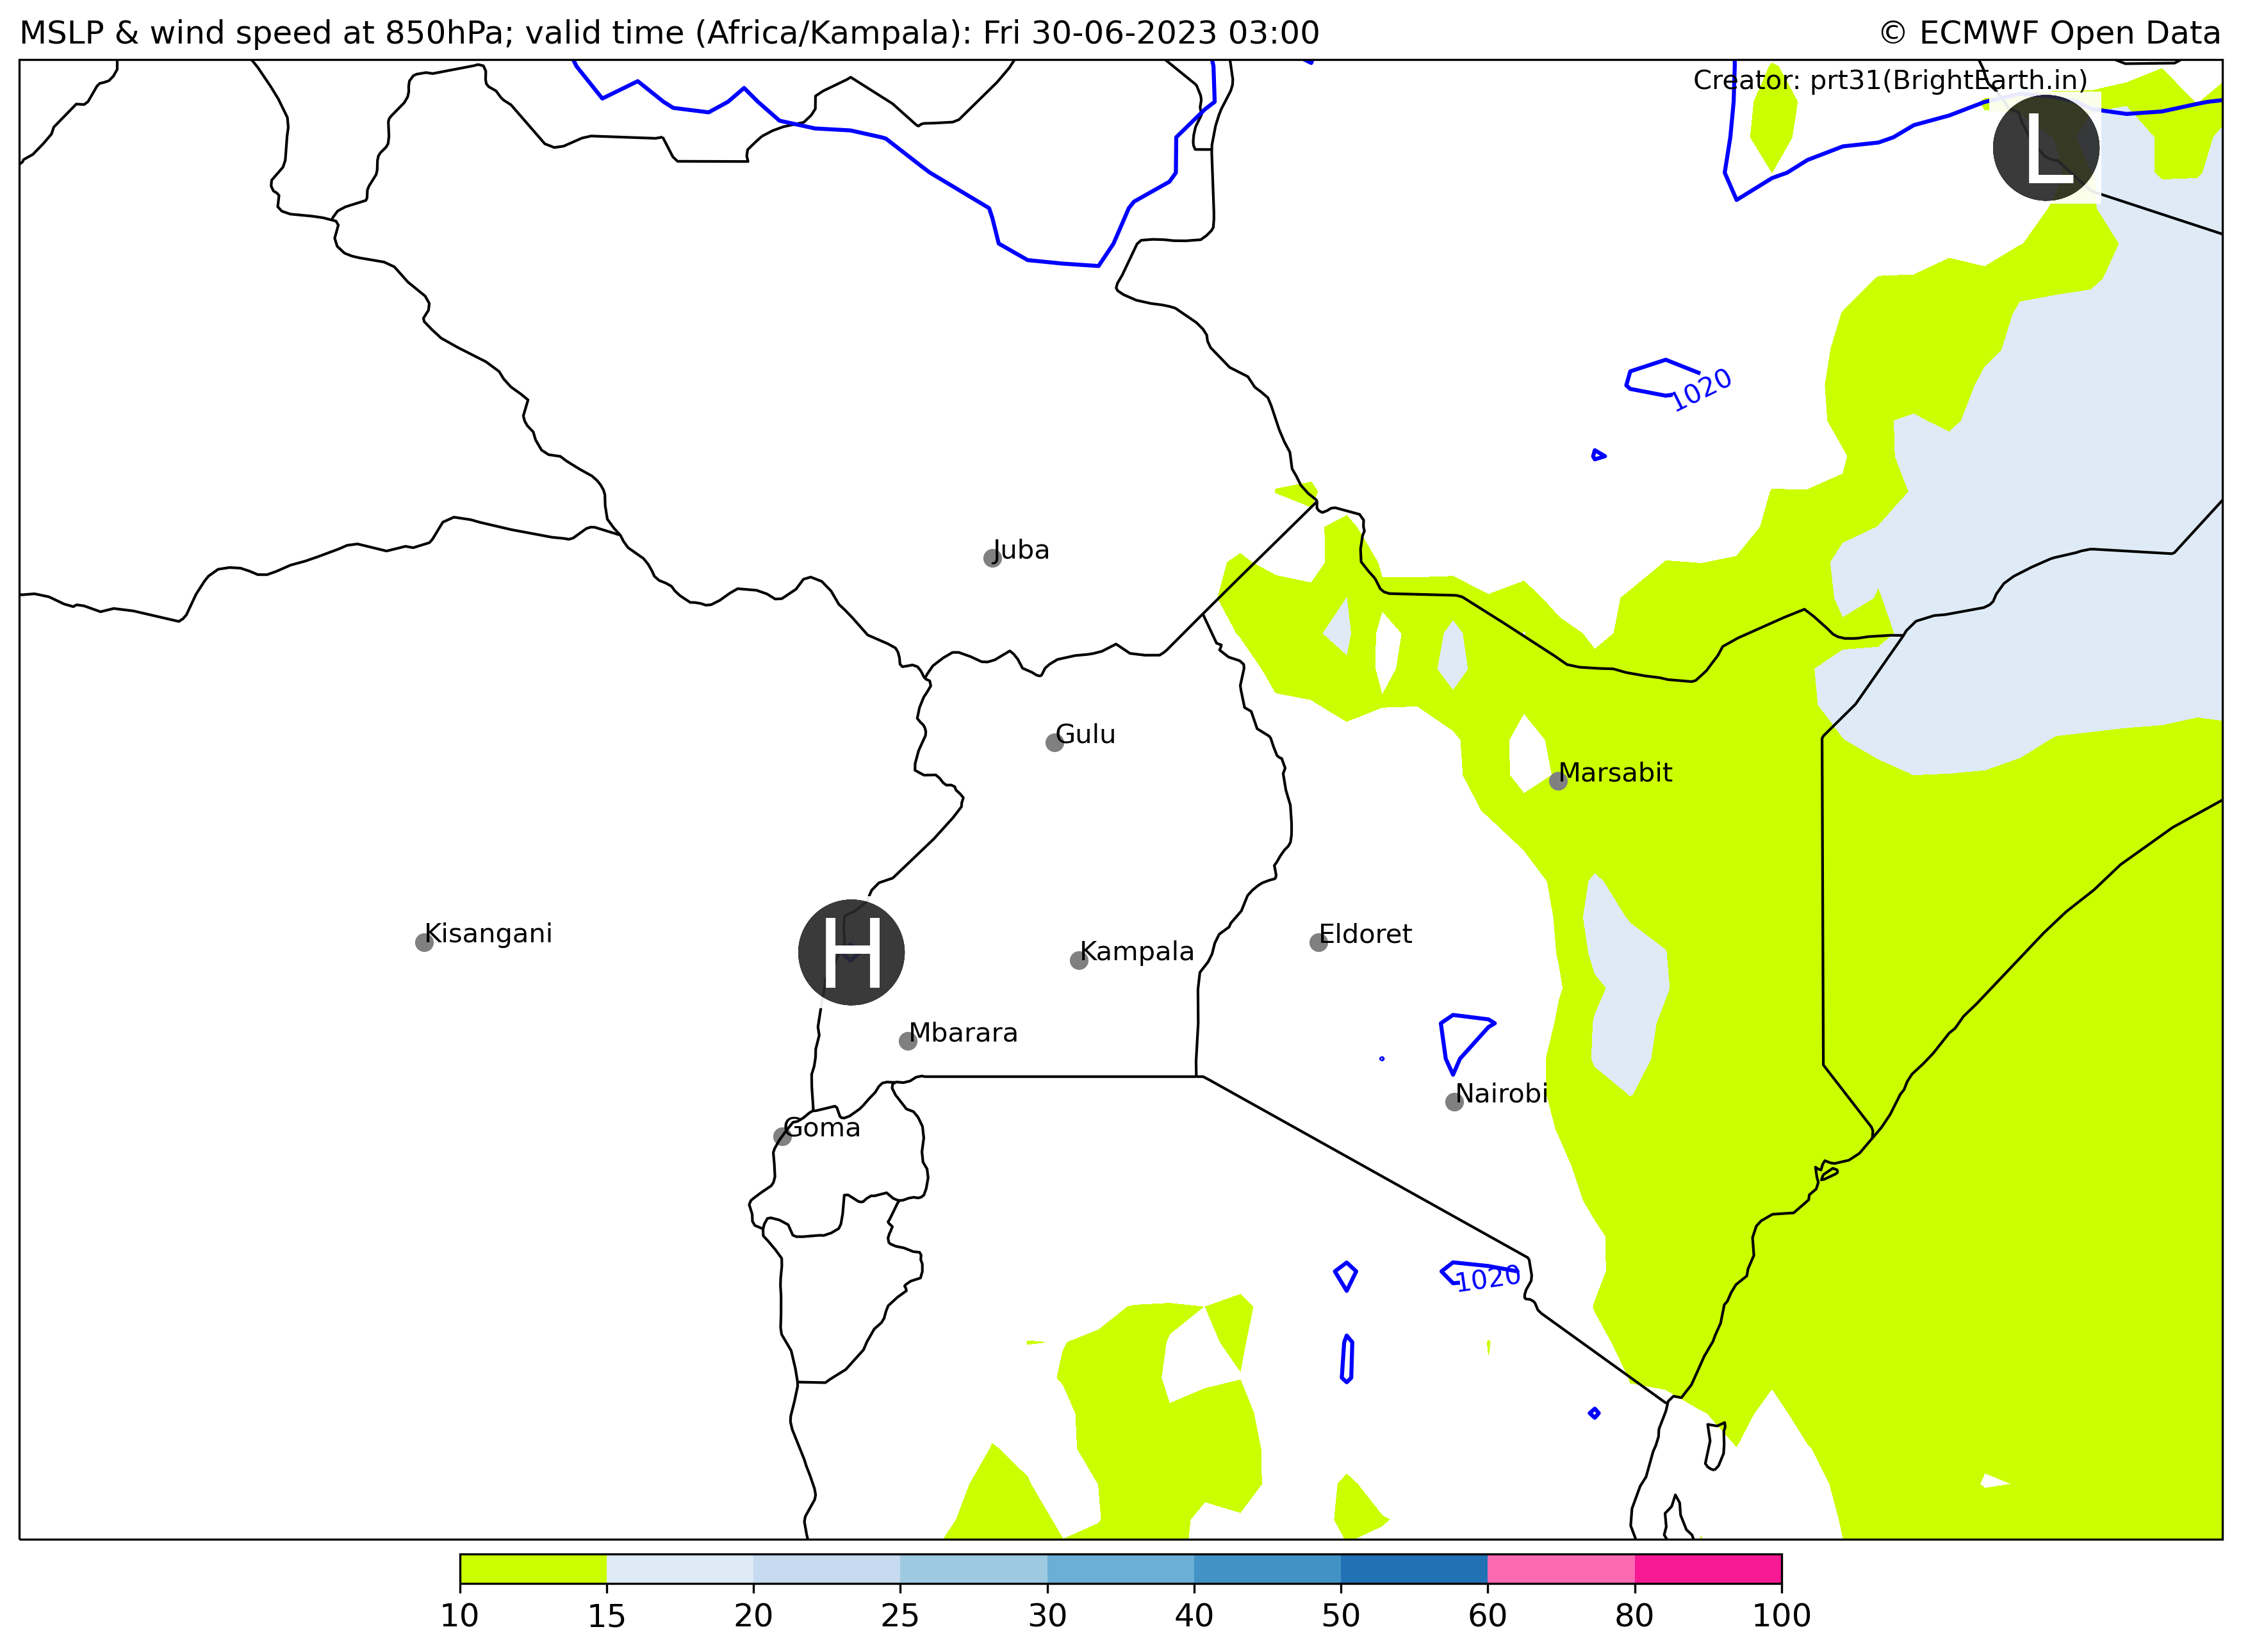 MSLP & wind speed at 850hPa; valid time (Africa/Kampala): Fri 30-06-2023 03:00
© ECMWF Open Data
Creator: prt31(BrightEarth.in)
L
1020
Juba
Gulu
Marsabit
Kisangani
H
Kampala
Eldoret
Mbarara
Nairobi
Goma
1020
10 15 20 25 30 40 50 60 80 100